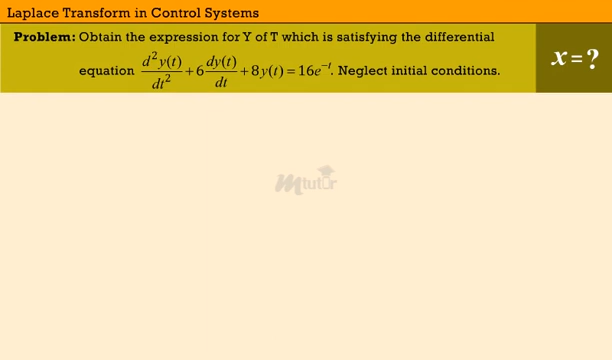 Laplace Transform in Control Systems
Problem: Obtain the expression for Y of T which is satisfying the differential
equation d²y(t)/dt² + 6 dy(t)/dt + 8y(t) = 16e⁻ᵗ. Neglect initial conditions.
x = ?
Mtutor